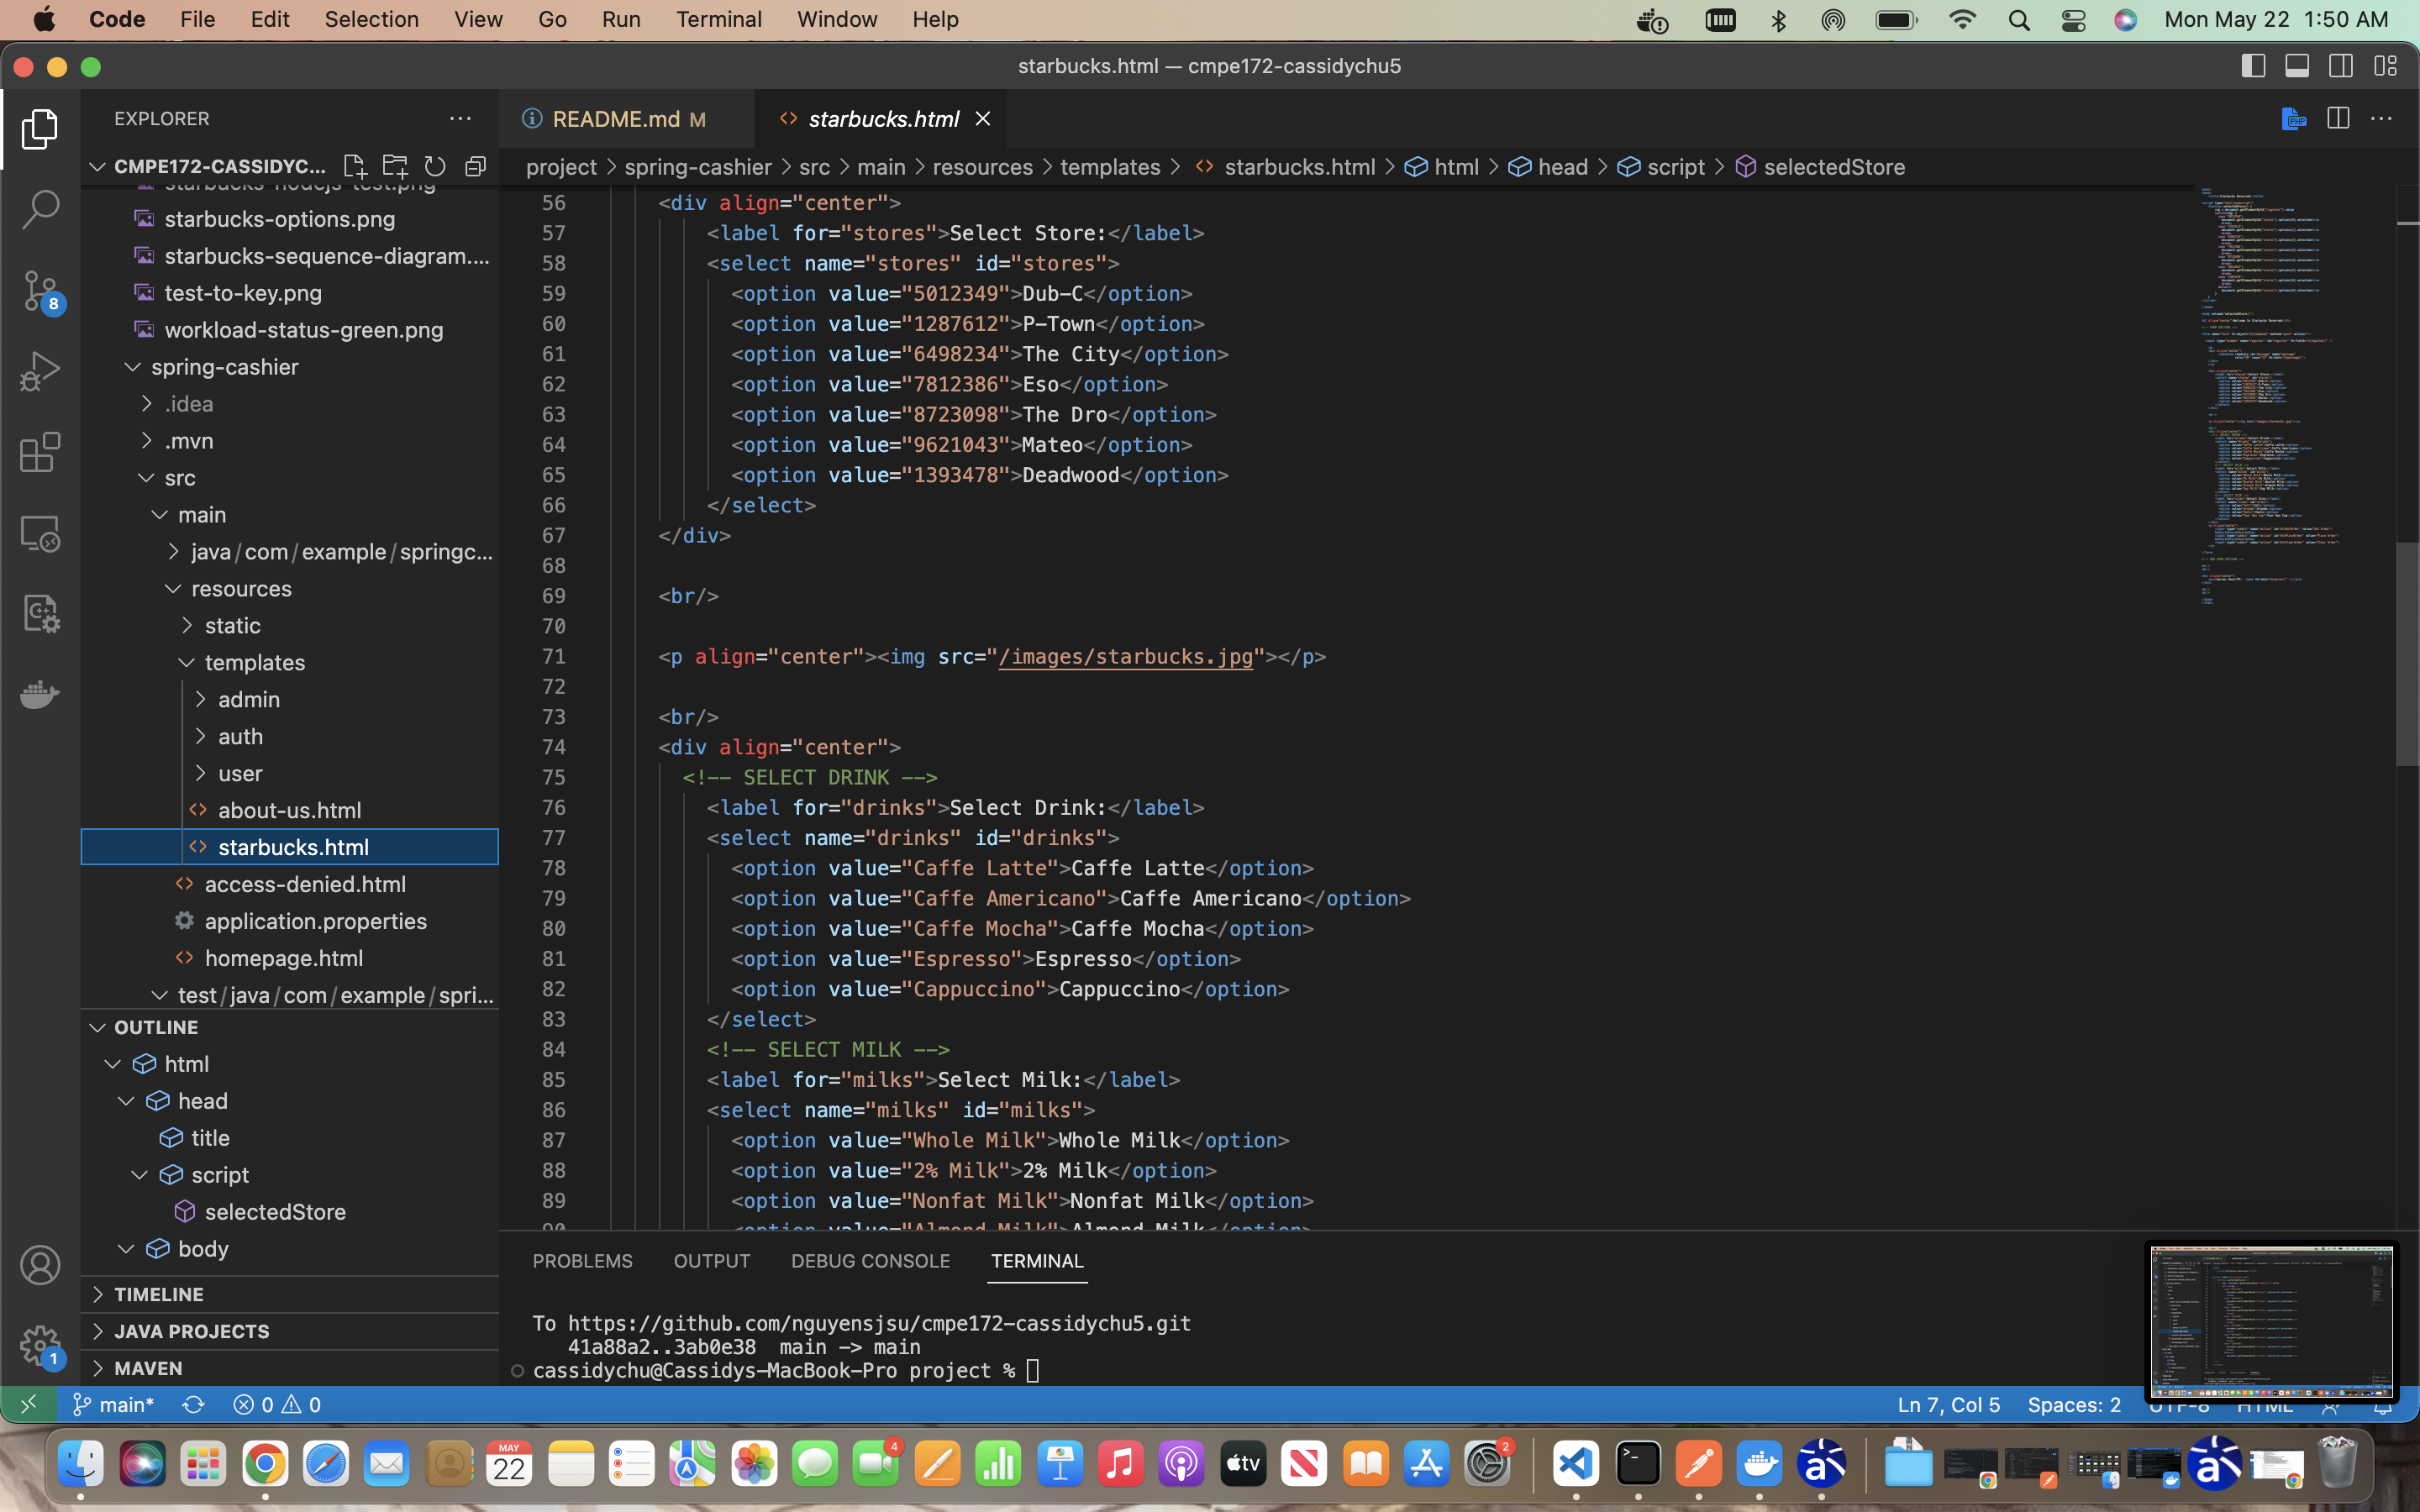 Code File Edit Selection View Go Run Terminal Window Help
Mon May 22 1:50 AM
starbucks.html — cmpe172-cassidychu5
EXPLORER
README.md M
starbucks.html
CMPE172-CASSIDYC...
project > spring-cashier > src > main > resources > templates > starbucks.html > html > head > script > selectedStore
starbucks-nodejs-test.png
starbucks-options.png
starbucks-sequence-diagram....
test-to-key.png
workload-status-green.png
spring-cashier
.idea
.mvn
src
main
java/com/example/springc...
resources
static
templates
admin
auth
user
about-us.html
starbucks.html
access-denied.html
application.properties
homepage.html
test/java/com/example/spri...
OUTLINE
html
head
title
script
selectedStore
body
TIMELINE
JAVA PROJECTS
MAVEN
8
1
56 <div align="center">
57 <label for="stores">Select Store:</label>
58 <select name="stores" id="stores">
59 <option value="5012349">Dub-C</option>
60 <option value="1287612">P-Town</option>
61 <option value="6498234">The City</option>
62 <option value="7812386">Eso</option>
63 <option value="8723098">The Dro</option>
64 <option value="9621043">Mateo</option>
65 <option value="1393478">Deadwood</option>
66 </select>
67 </div>
68
69 <br/>
70
71 <p align="center"><img src="/images/starbucks.jpg"></p>
72
73 <br/>
74 <div align="center">
75 <!-- SELECT DRINK -->
76 <label for="drinks">Select Drink:</label>
77 <select name="drinks" id="drinks">
78 <option value="Caffe Latte">Caffe Latte</option>
79 <option value="Caffe Americano">Caffe Americano</option>
80 <option value="Caffe Mocha">Caffe Mocha</option>
81 <option value="Espresso">Espresso</option>
82 <option value="Cappuccino">Cappuccino</option>
83 </select>
84 <!-- SELECT MILK -->
85 <label for="milks">Select Milk:</label>
86 <select name="milks" id="milks">
87 <option value="Whole Milk">Whole Milk</option>
88 <option value="2% Milk">2% Milk</option>
89 <option value="Nonfat Milk">Nonfat Milk</option>
90 <option value="Almond Milk">Almond Milk</option>
PROBLEMS OUTPUT DEBUG CONSOLE TERMINAL
To https://github.com/nguyensjsu/cmpe172-cassidychu5.git
41a88a2..3ab0e38 main -> main
cassidychu@Cassidys-MacBook-Pro project %
main* 0 0
Ln 7, Col 5 Spaces: 2 UTF-8 HTML
MAY
22
4
tv
2